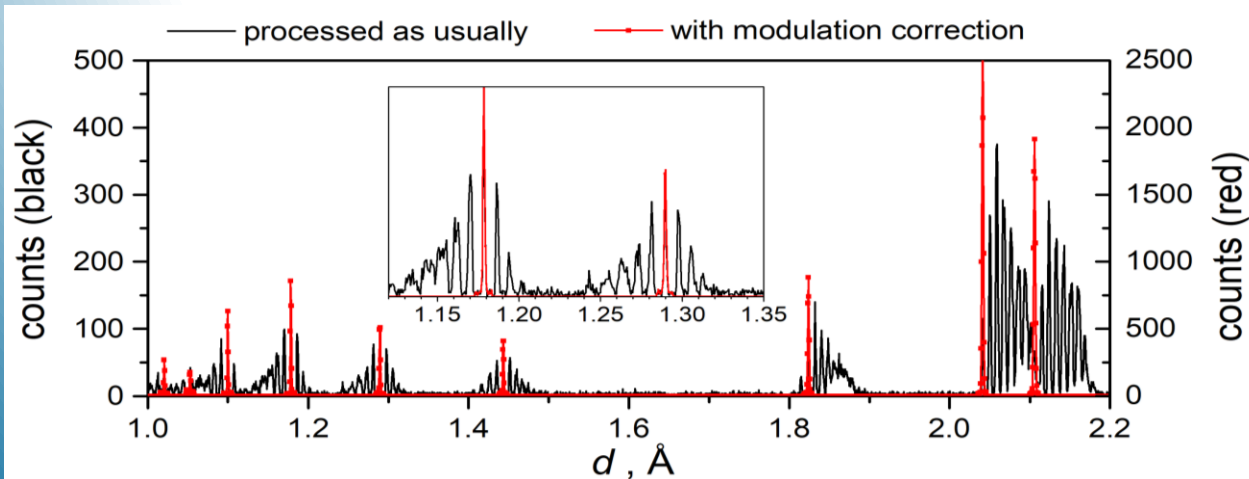 processed as usually
with modulation correction
500
400
300
200
100
0
counts (black)
2500
2000
1500
1000
500
0
counts (red)
1.15 1.20 1.25 1.30 1.35
1.0 1.2 1.4 1.6 1.8 2.0 2.2
d , Å